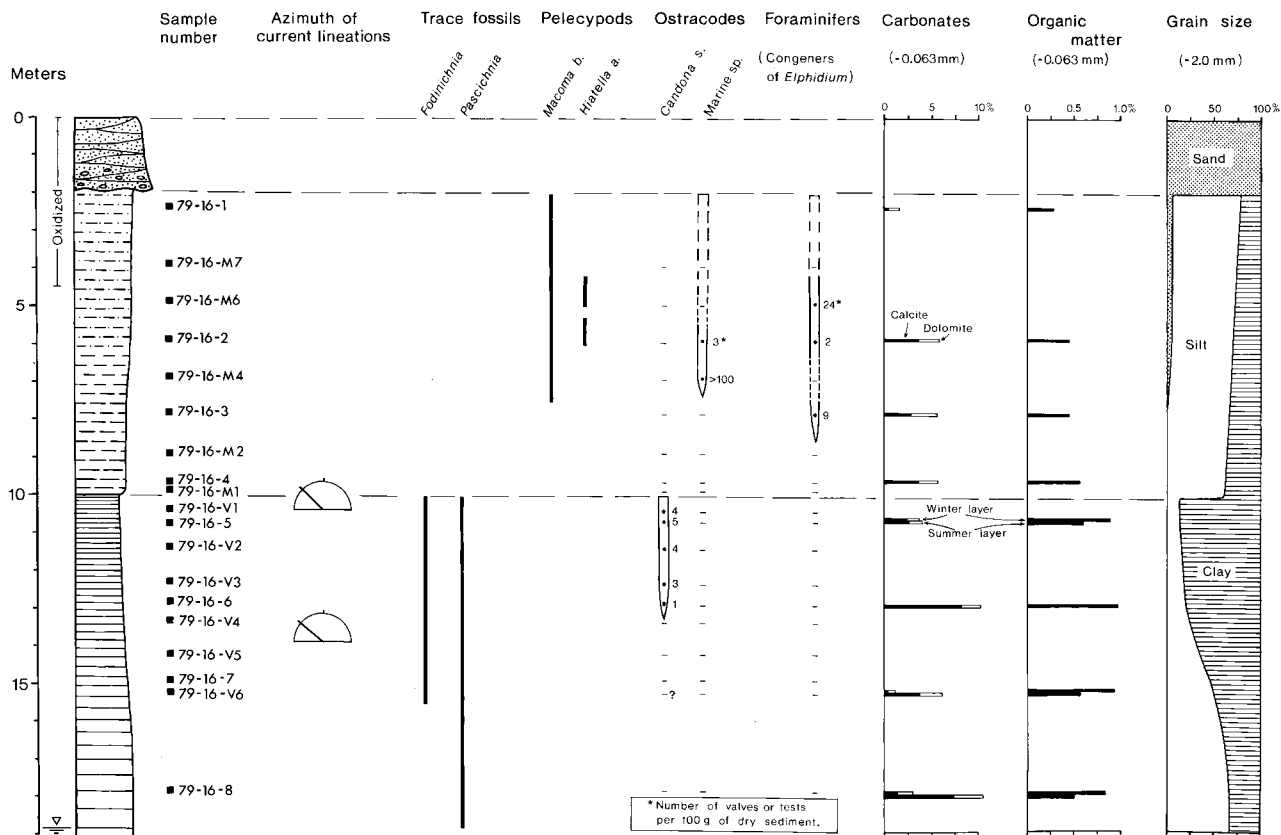 Sample number
Azimuth of current lineations
Trace fossils
Pelecypods
Ostracodes
Foraminifers
Carbonates
Organic matter
Grain size
(Congeners of Elphidium)
(-0.063mm)
(-0.063 mm)
(-2.0 mm)
Meters
Fodinichnia
Pascichnia
Macoma b.
Hiatella a.
Candona s.
Marine sp.
0 5 10%
0 0.5 1.0%
0 50 100%
0
Oxidized
Sand
79-16-1
79-16-M7
5
79-16-M6
24*
79-16-2
3*
2
Calcite
Dolomite
Silt
79-16-M4
>100
79-16-3
9
79-16-M2
79-16-4
79-16-M1
10
79-16-V1
4
79-16-5
5
Winter layer
Summer layer
79-16-V2
4
Clay
79-16-V3
3
79-16-6
1
79-16-V4
79-16-V5
15
79-16-7
79-16-V6
?
79-16-8
* Number of valves or tests
per 100 g of dry sediment.